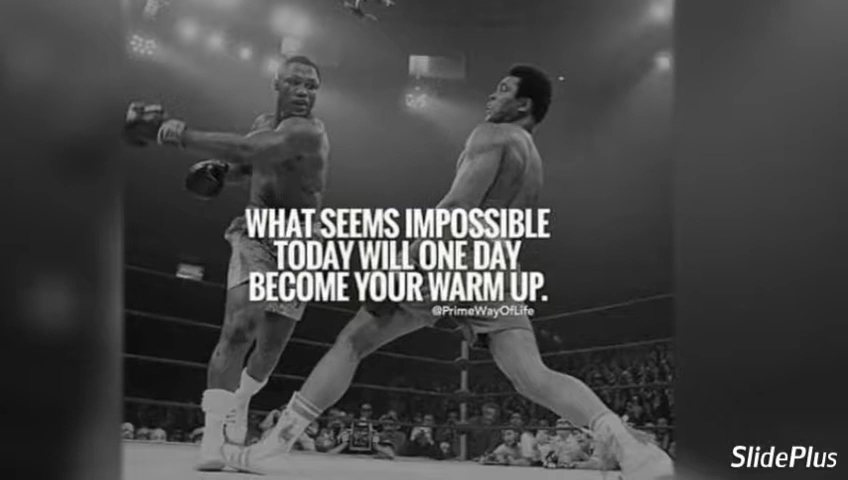 WHAT SEEMS IMPOSSIBLE
TODAY WILL ONE DAY
BECOME YOUR WARM UP.
@PrimeWayOfLife
SlidePlus